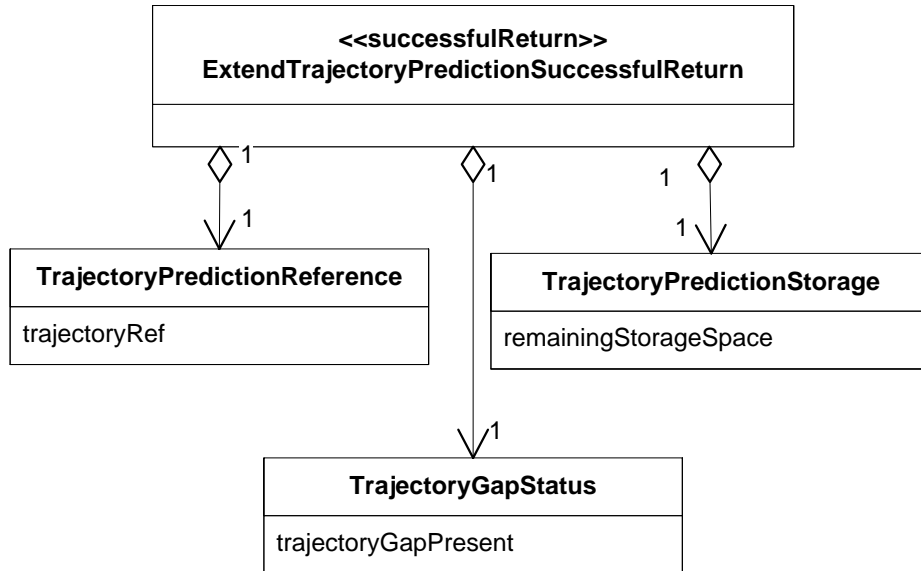 <<successfulReturn>>
ExtendTrajectoryPredictionSuccessfulReturn
1
1
1
1
1
TrajectoryPredictionReference
trajectoryRef
TrajectoryPredictionStorage
remainingStorageSpace
1
TrajectoryGapStatus
trajectoryGapPresent